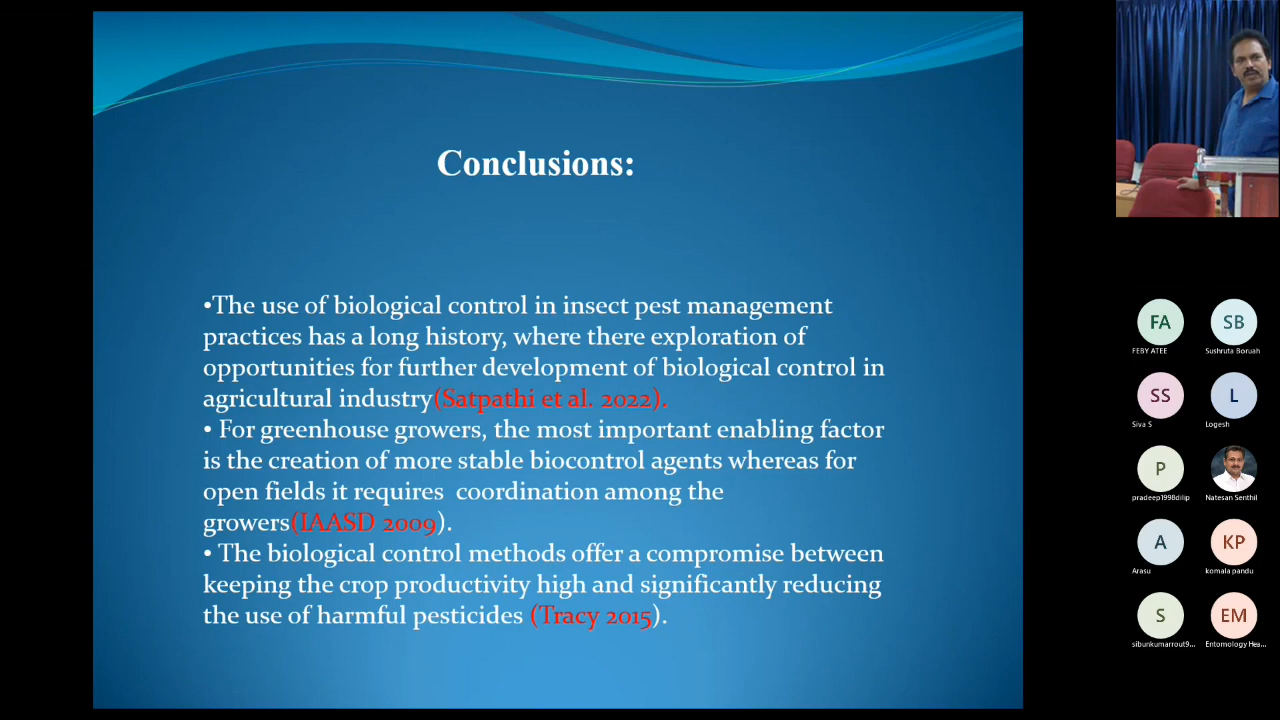 Conclusions:
•The use of biological control in insect pest management
practices has a long history, where there exploration of
opportunities for further development of biological control in
agricultural industry(Satpathi et al. 2022).
• For greenhouse growers, the most important enabling factor
is the creation of more stable biocontrol agents whereas for
open fields it requires  coordination among the
growers(IAASD 2009).
• The biological control methods offer a compromise between
keeping the crop productivity high and significantly reducing
the use of harmful pesticides (Tracy 2015).
FA
SB
FEBY ATEE
Sushruta Boruah
SS
L
Siva S
Logesh
P
pradeep1998dilip
Natesan Senthil
A
KP
Arasu
komala pandu
S
EM
sibunkumarrout9...
Entomology Hea...